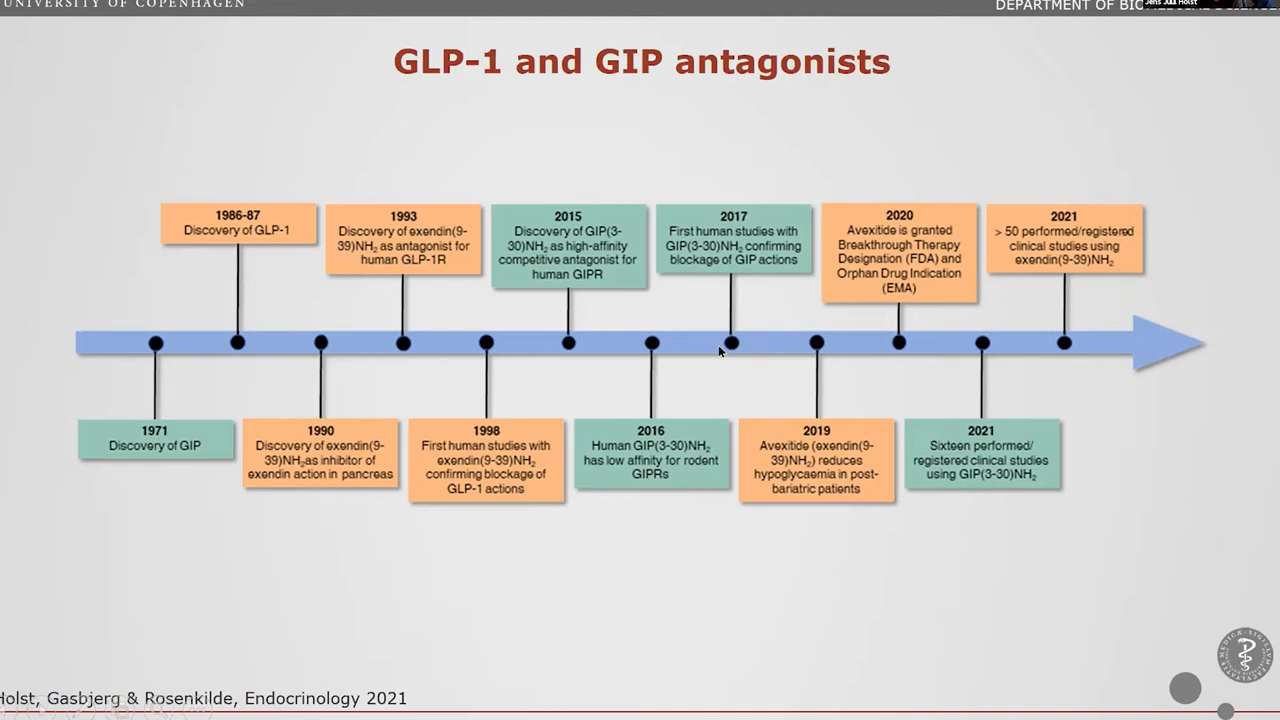 UNIVERSITY OF COPENHAGEN
DEPARTMENT OF BIOMEDICAL
Jens Juul Holst
GLP-1 and GIP antagonists
1986-87
Discovery of GLP-1
1993
Discovery of exendin(9-
39)NH₂ as antagonist for
human GLP-1R
2015
Discovery of GIP(3-
30)NH₂ as high-affinity
competitive antagonist for
human GIPR
2017
First human studies with
GIP(3-30)NH₂ confirming
blockage of GIP actions
2020
Avexitide is granted
Breakthrough Therapy
Designation (FDA) and
Orphan Drug Indication
(EMA)
2021
> 50 performed/registered
clinical studies using
exendin(9-39)NH₂
1971
Discovery of GIP
1990
Discovery of exendin(9-
39)NH₂as inhibitor of
exendin action in pancreas
1998
First human studies with
exendin(9-39)NH₂
confirming blockage of
GLP-1 actions
2016
Human GIP(3-30)NH₂
has low affinity for rodent
GIPRs
2019
Avexitide (exendin(9-
39)NH₂) reduces
hypoglycaemia in post-
bariatric patients
2021
Sixteen performed/
registered clinical studies
using GIP(3-30)NH₂
Holst, Gasbjerg & Rosenkilde, Endocrinology 2021